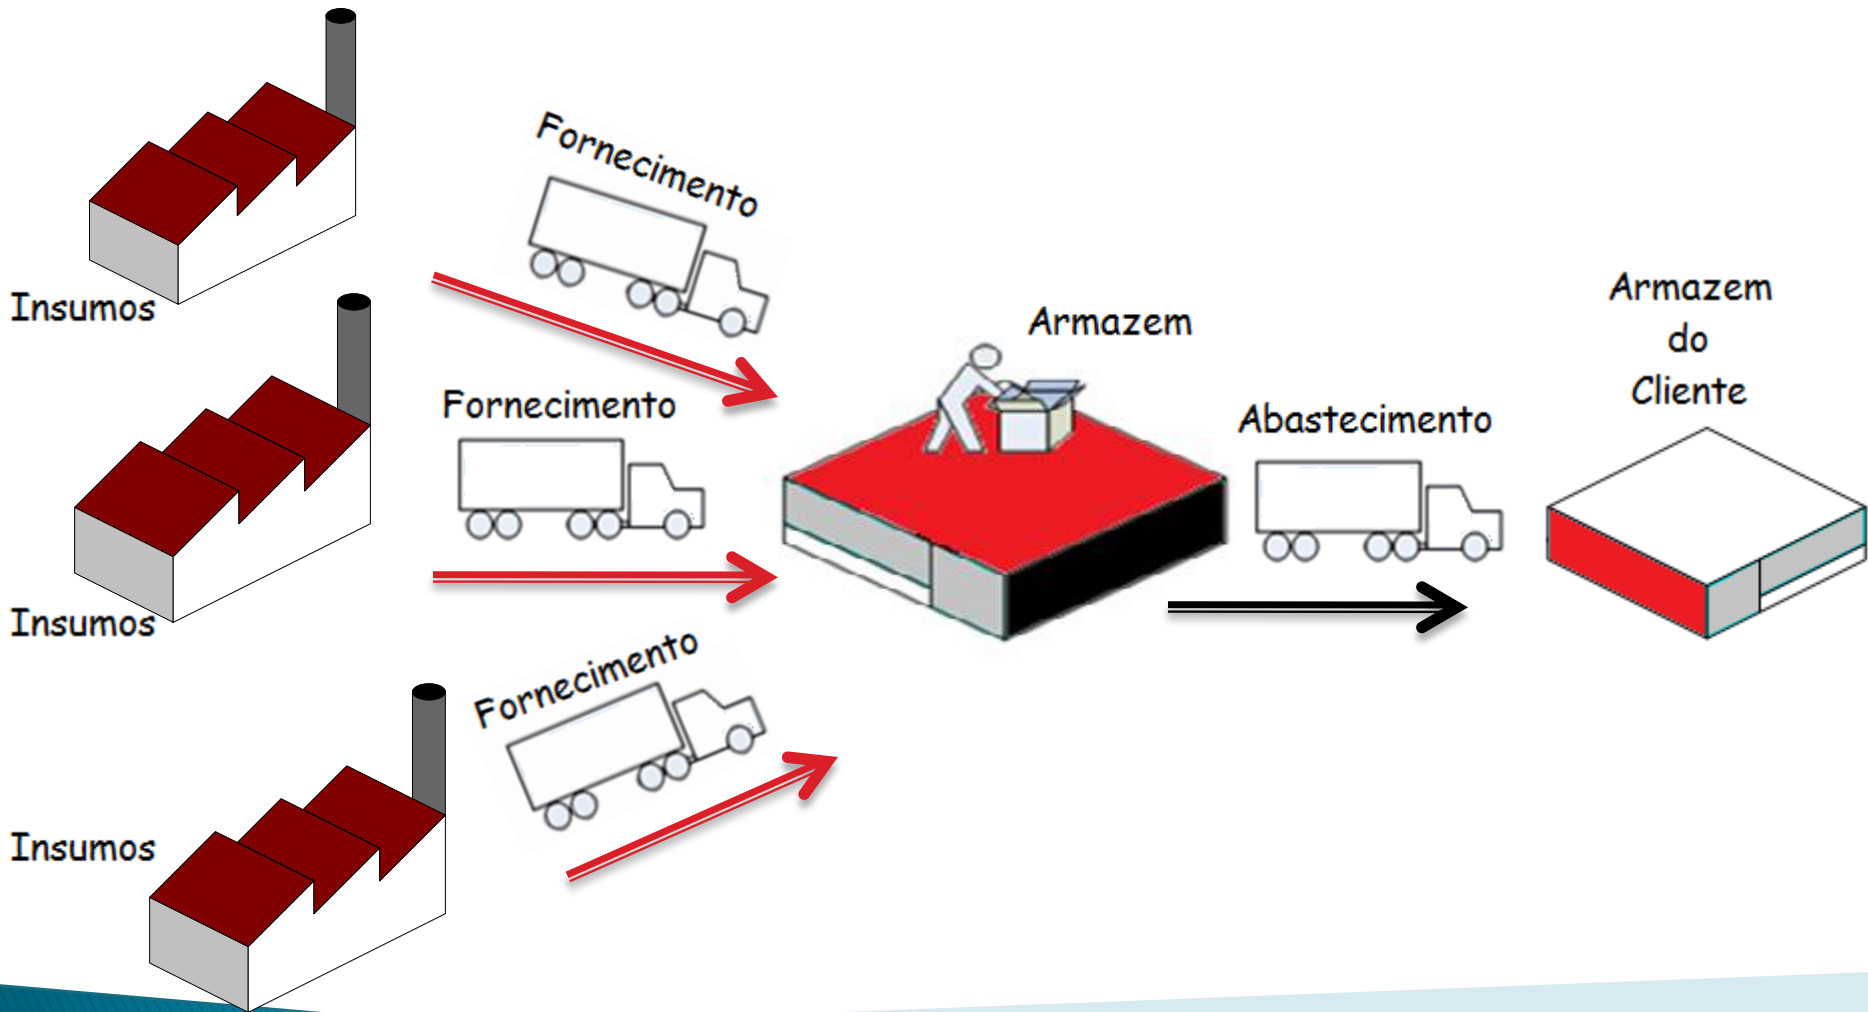 Fornecimento
Insumos
Armazem
Armazem
do
Cliente
Fornecimento
Abastecimento
Insumos
Fornecimento
Insumos